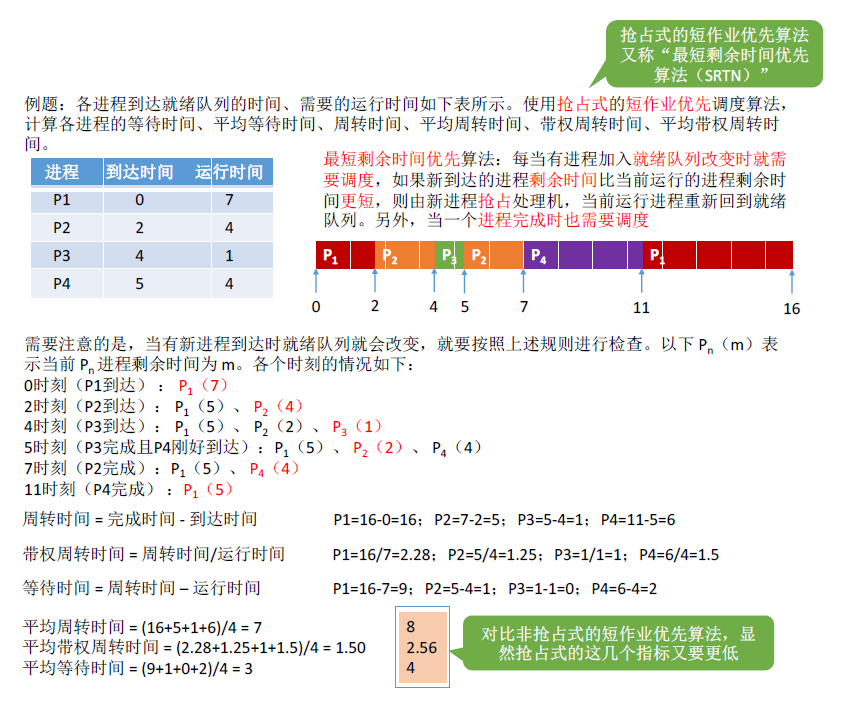 抢占式的短作业优先算法
又称“最短剩余时间优先
算法（SRTN）”
例题：各进程到达就绪队列的时间、需要的运行时间如下表所示。使用抢占式的短作业优先调度算法，
计算各进程的等待时间、平均等待时间、周转时间、平均周转时间、带权周转时间、平均带权周转时
间。
进程 到达时间 运行时间
P1 0 7
P2 2 4
P3 4 1
P4 5 4
最短剩余时间优先算法：每当有进程加入就绪队列改变时就需
要调度，如果新到达的进程剩余时间比当前运行的进程剩余时
间更短，则由新进程抢占处理机，当前运行进程重新回到就绪
队列。另外，当一个进程完成时也需要调度
P1 P2 P3 P2 P4 P1
0 2 4 5 7 11 16
需要注意的是，当有新进程到达时就绪队列就会改变，就要按照上述规则进行检查。以下 Pn（m）表
示当前 Pn进程剩余时间为 m。各个时刻的情况如下：
0时刻（P1到达）：P1（7）
2时刻（P2到达）：P1（5）、P2（4）
4时刻（P3到达）：P1（5）、P2（2）、P3（1）
5时刻（P3完成且P4刚好到达）：P1（5）、P2（2）、P4（4）
7时刻（P2完成）：P1（5）、P4（4）
11时刻（P4完成）：P1（5）
周转时间 = 完成时间 - 到达时间 P1=16-0=16；P2=7-2=5；P3=5-4=1；P4=11-5=6
带权周转时间 = 周转时间/运行时间 P1=16/7=2.28；P2=5/4=1.25；P3=1/1=1；P4=6/4=1.5
等待时间 = 周转时间 – 运行时间 P1=16-7=9；P2=5-4=1；P3=1-1=0；P4=6-4=2
平均周转时间 = (16+5+1+6)/4 = 7
平均带权周转时间 = (2.28+1.25+1+1.5)/4 = 1.50
平均等待时间 = (9+1+0+2)/4 = 3
8
2.56
4
对比非抢占式的短作业优先算法，显
然抢占式的这几个指标又要更低